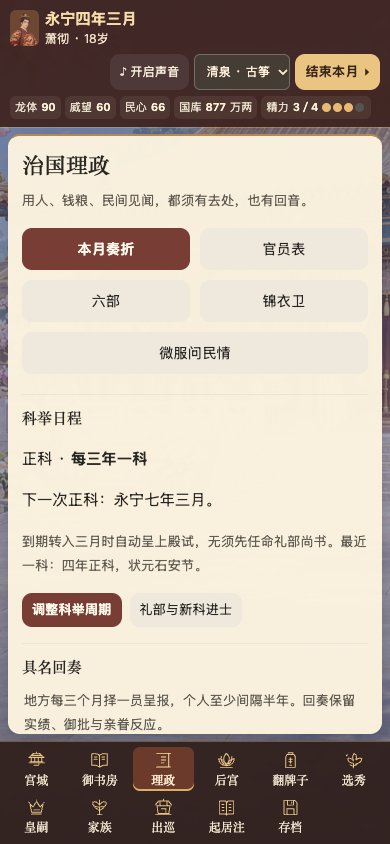 永宁四年三月
萧彻 · 18岁
♪ 开启声音
清泉 · 古筝
结束本月
龙体 90
威望 60
民心 66
国库 877 万两
精力 3 / 4
治国理政
用人、钱粮、民间见闻，都须有去处，也有回音。
本月奏折
官员表
六部
锦衣卫
微服问民情
科举日程
正科 · 每三年一科
下一次正科：永宁七年三月。
到期转入三月时自动呈上殿试，无须先任命礼部尚书。最近
一科：四年正科，状元石安节。
调整科举周期
礼部与新科进士
具名回奏
地方每三个月择一员呈报，个人至少间隔半年。回奏保留
实绩、御批与亲眷反应。
宫城
御书房
理政
后宫
翻牌子
选秀
皇嗣
家族
出巡
起居注
存档